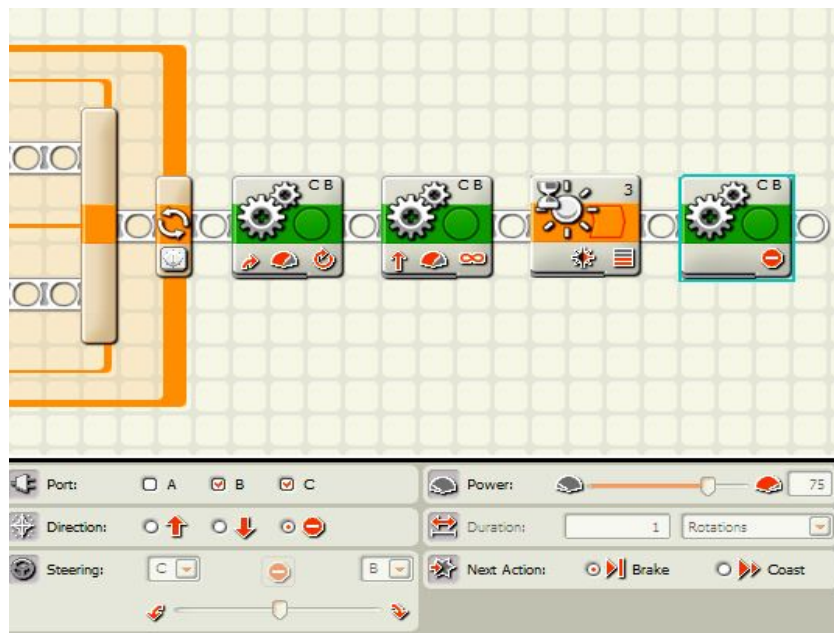 C B
C B
3
C B
Port: A B C
Power: 75
Direction:
Duration: 1 Rotations
Steering: C B
Next Action: Brake Coast